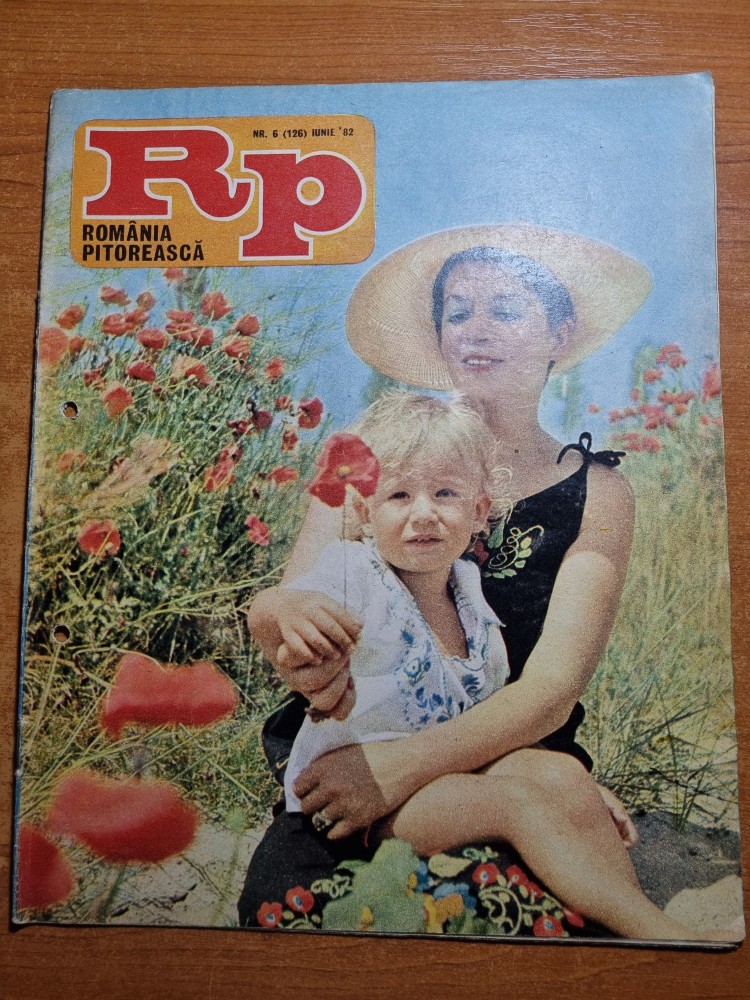 NR. 6 (126) IUNIE '82
Rp
ROMÂNIA
PITOREASCĂ